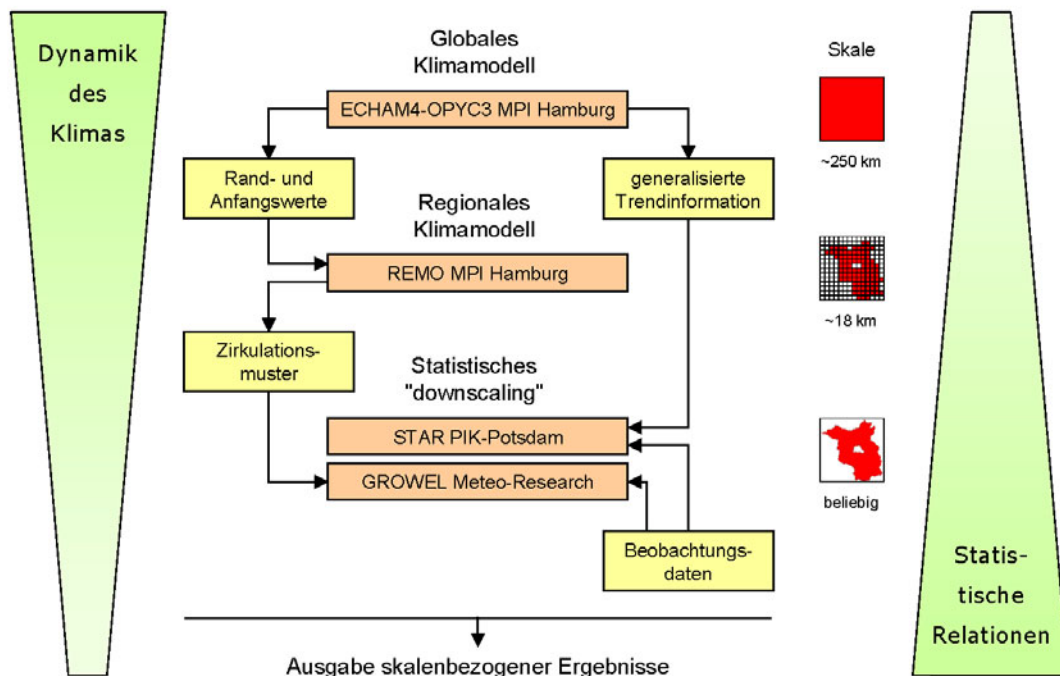 Dynamik
des
Klimas
Globales
Klimamodell
ECHAM4-OPYC3 MPI Hamburg
Rand- und
Anfangswerte
generalisierte
Trendinformation
Regionales
Klimamodell
REMO MPI Hamburg
Zirkulations-
muster
Statistisches
"downscaling"
STAR PIK-Potsdam
GROWEL Meteo-Research
Beobachtungs-
daten
Ausgabe skalenbezogener Ergebnisse
Skale
~250 km
~18 km
beliebig
Statis-
tische
Relationen